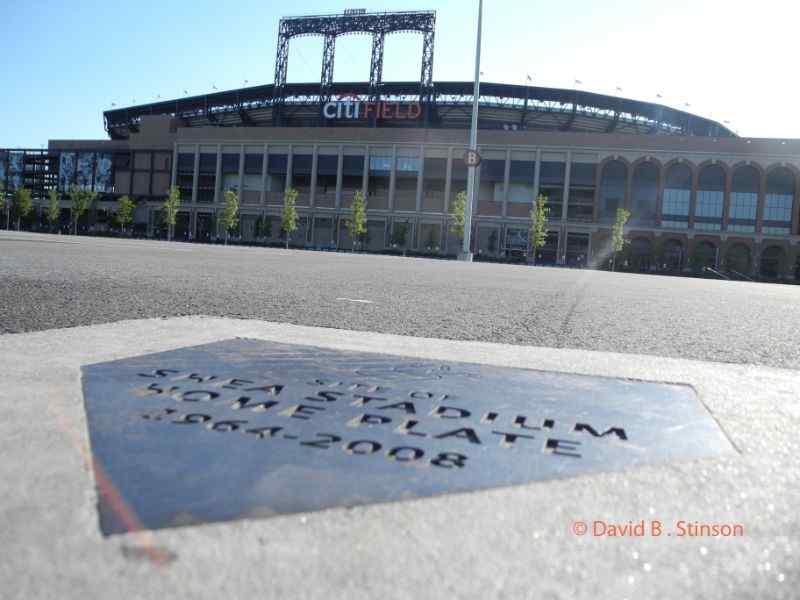 citi FIELD
B
SITE OF
SHEA STADIUM
HOME PLATE
1964-2008
© David B. Stinson